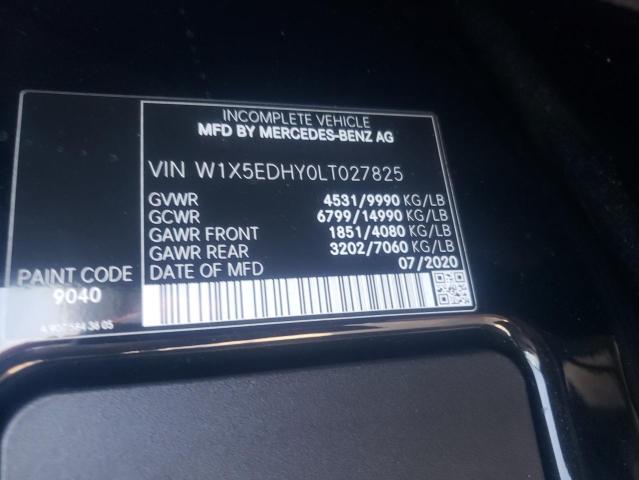 INCOMPLETE VEHICLE
MFD BY MERCEDES-BENZ AG
VIN W1X5EDHY0LT027825
GVWR 4531/9990 KG/LB
GCWR 6799/14990 KG/LB
GAWR FRONT 1851/4080 KG/LB
GAWR REAR 3202/7060 KG/LB
DATE OF MFD 07/2020
PAINT CODE
9040
38 05